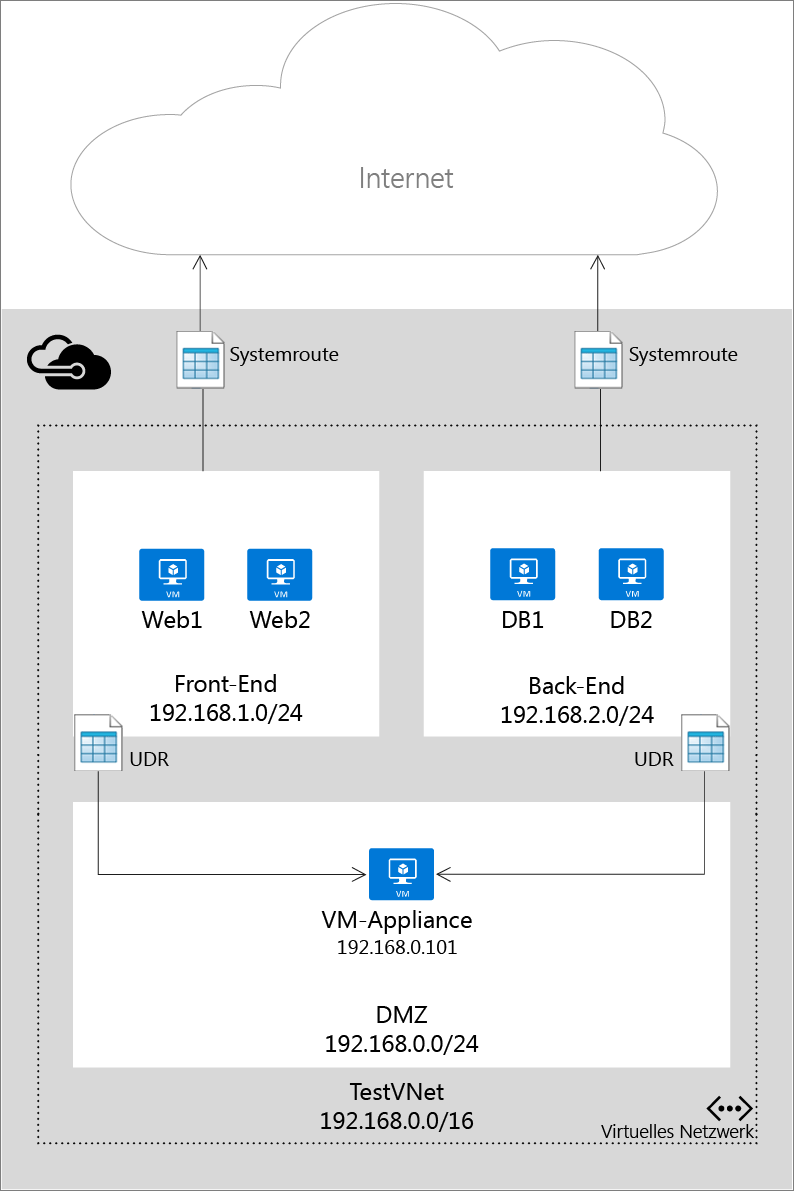 Internet
Systemroute
Systemroute
VM
VM
Web1
Web2
Front-End
192.168.1.0/24
VM
VM
DB1
DB2
Back-End
192.168.2.0/24
UDR
UDR
VM
VM-Appliance
192.168.0.101
DMZ
192.168.0.0/24
TestVNet
192.168.0.0/16
Virtuelles Netzwerk